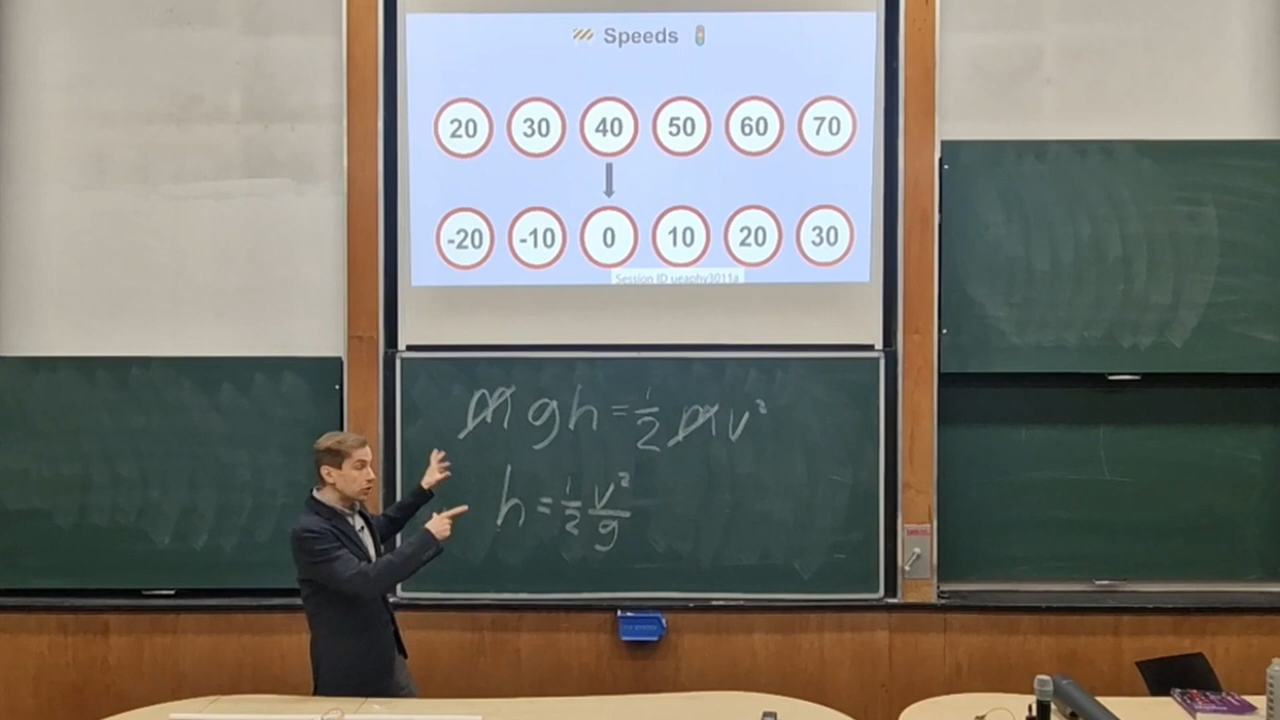 Speeds
20 30 40 50 60 70
-20 -10 0 10 20 30
Session ID ueaphy3011a
mgh = 1/2 mv²
h = 1/2 v²/g